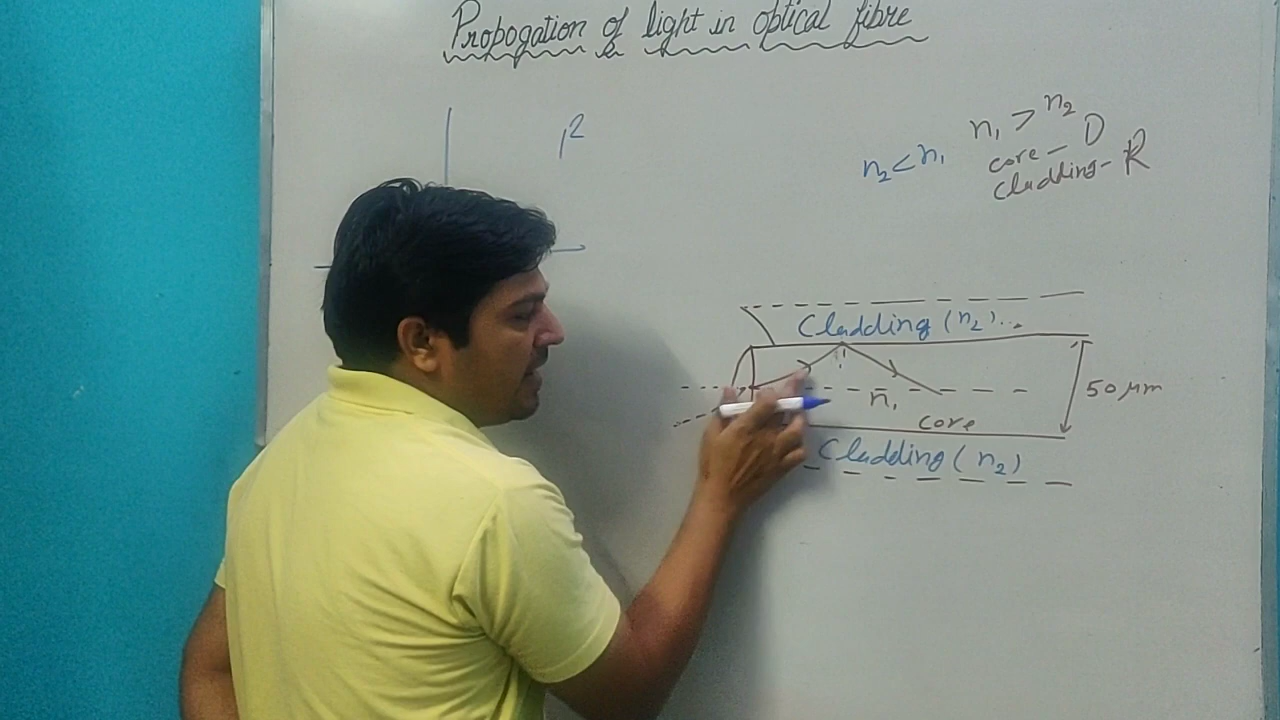 Propogation of light in optical fibre
n₁ > n₂
n₂ < n₁
core - D
cladding - R
Cladding (n₂)...
50 μm
n₁
core
Cladding (n₂)